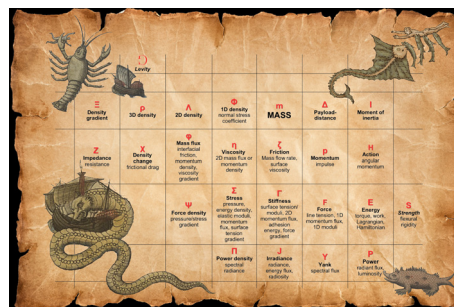 Ↄ
Levity
Ξ
Density
gradient
ρ
3D density
Λ
2D density
Φ
1D density
normal stress
coefficient
m
MASS
Δ
Payload-
distance
I
Moment of
inertia
Z
Impedance
resistance
X
Density
change
frictional drag
φ
Mass flux
interfacial
friction,
momentum
density,
viscosity
gradient
η
Viscosity
2D mass flux or
momentum
density
ζ
Friction
Mass flow rate,
surface
viscosity
p
Momentum
impulse
H
Action
angular
momentum
Ψ
Force density
pressure/stress
gradient
Σ
Stress
pressure,
energy density,
elastic moduli,
momentum
flux, surface
tension
gradient
Γ
Stiffness
surface tension/
moduli, 2D
momentum flux,
adhesion
energy, force
gradient
F
Force
line tension, 1D
momentum flux,
1D moduli
E
Energy
torque, work,
Lagrangian,
Hamiltonian
S
Strength
flexural
rigidity
Π
Power density
spectral
radiance
J
Irradiance
radiance,
energy flux,
radiosity
Y
Yank
spectral flux
P
Power
radiant flux,
luminosity